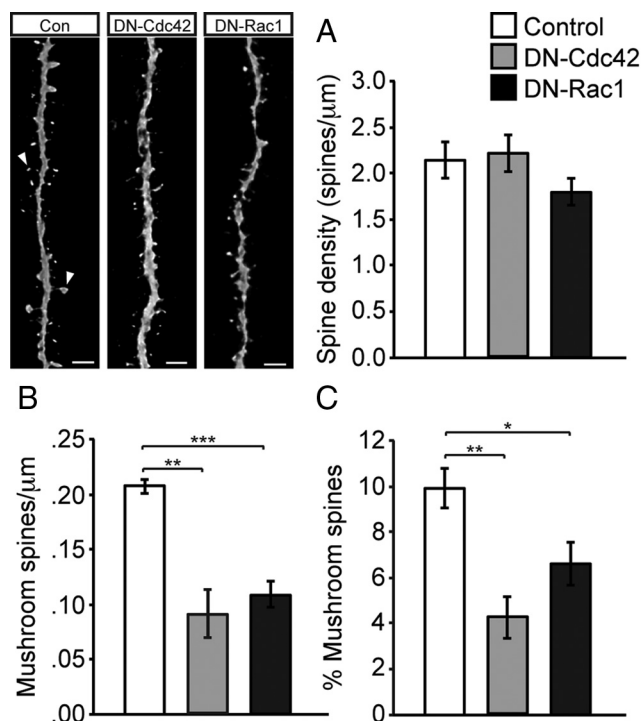 Con
DN-Cdc42
DN-Rac1
A
Control
DN-Cdc42
DN-Rac1
Spine density (spines/μm)
3.0
2.5
2.0
1.5
1.0
0.5
0.0
B
Mushroom spines/μm
.25
.20
.15
.10
.05
.00
***
**
C
% Mushroom spines
12
10
8
6
4
2
0
*
**